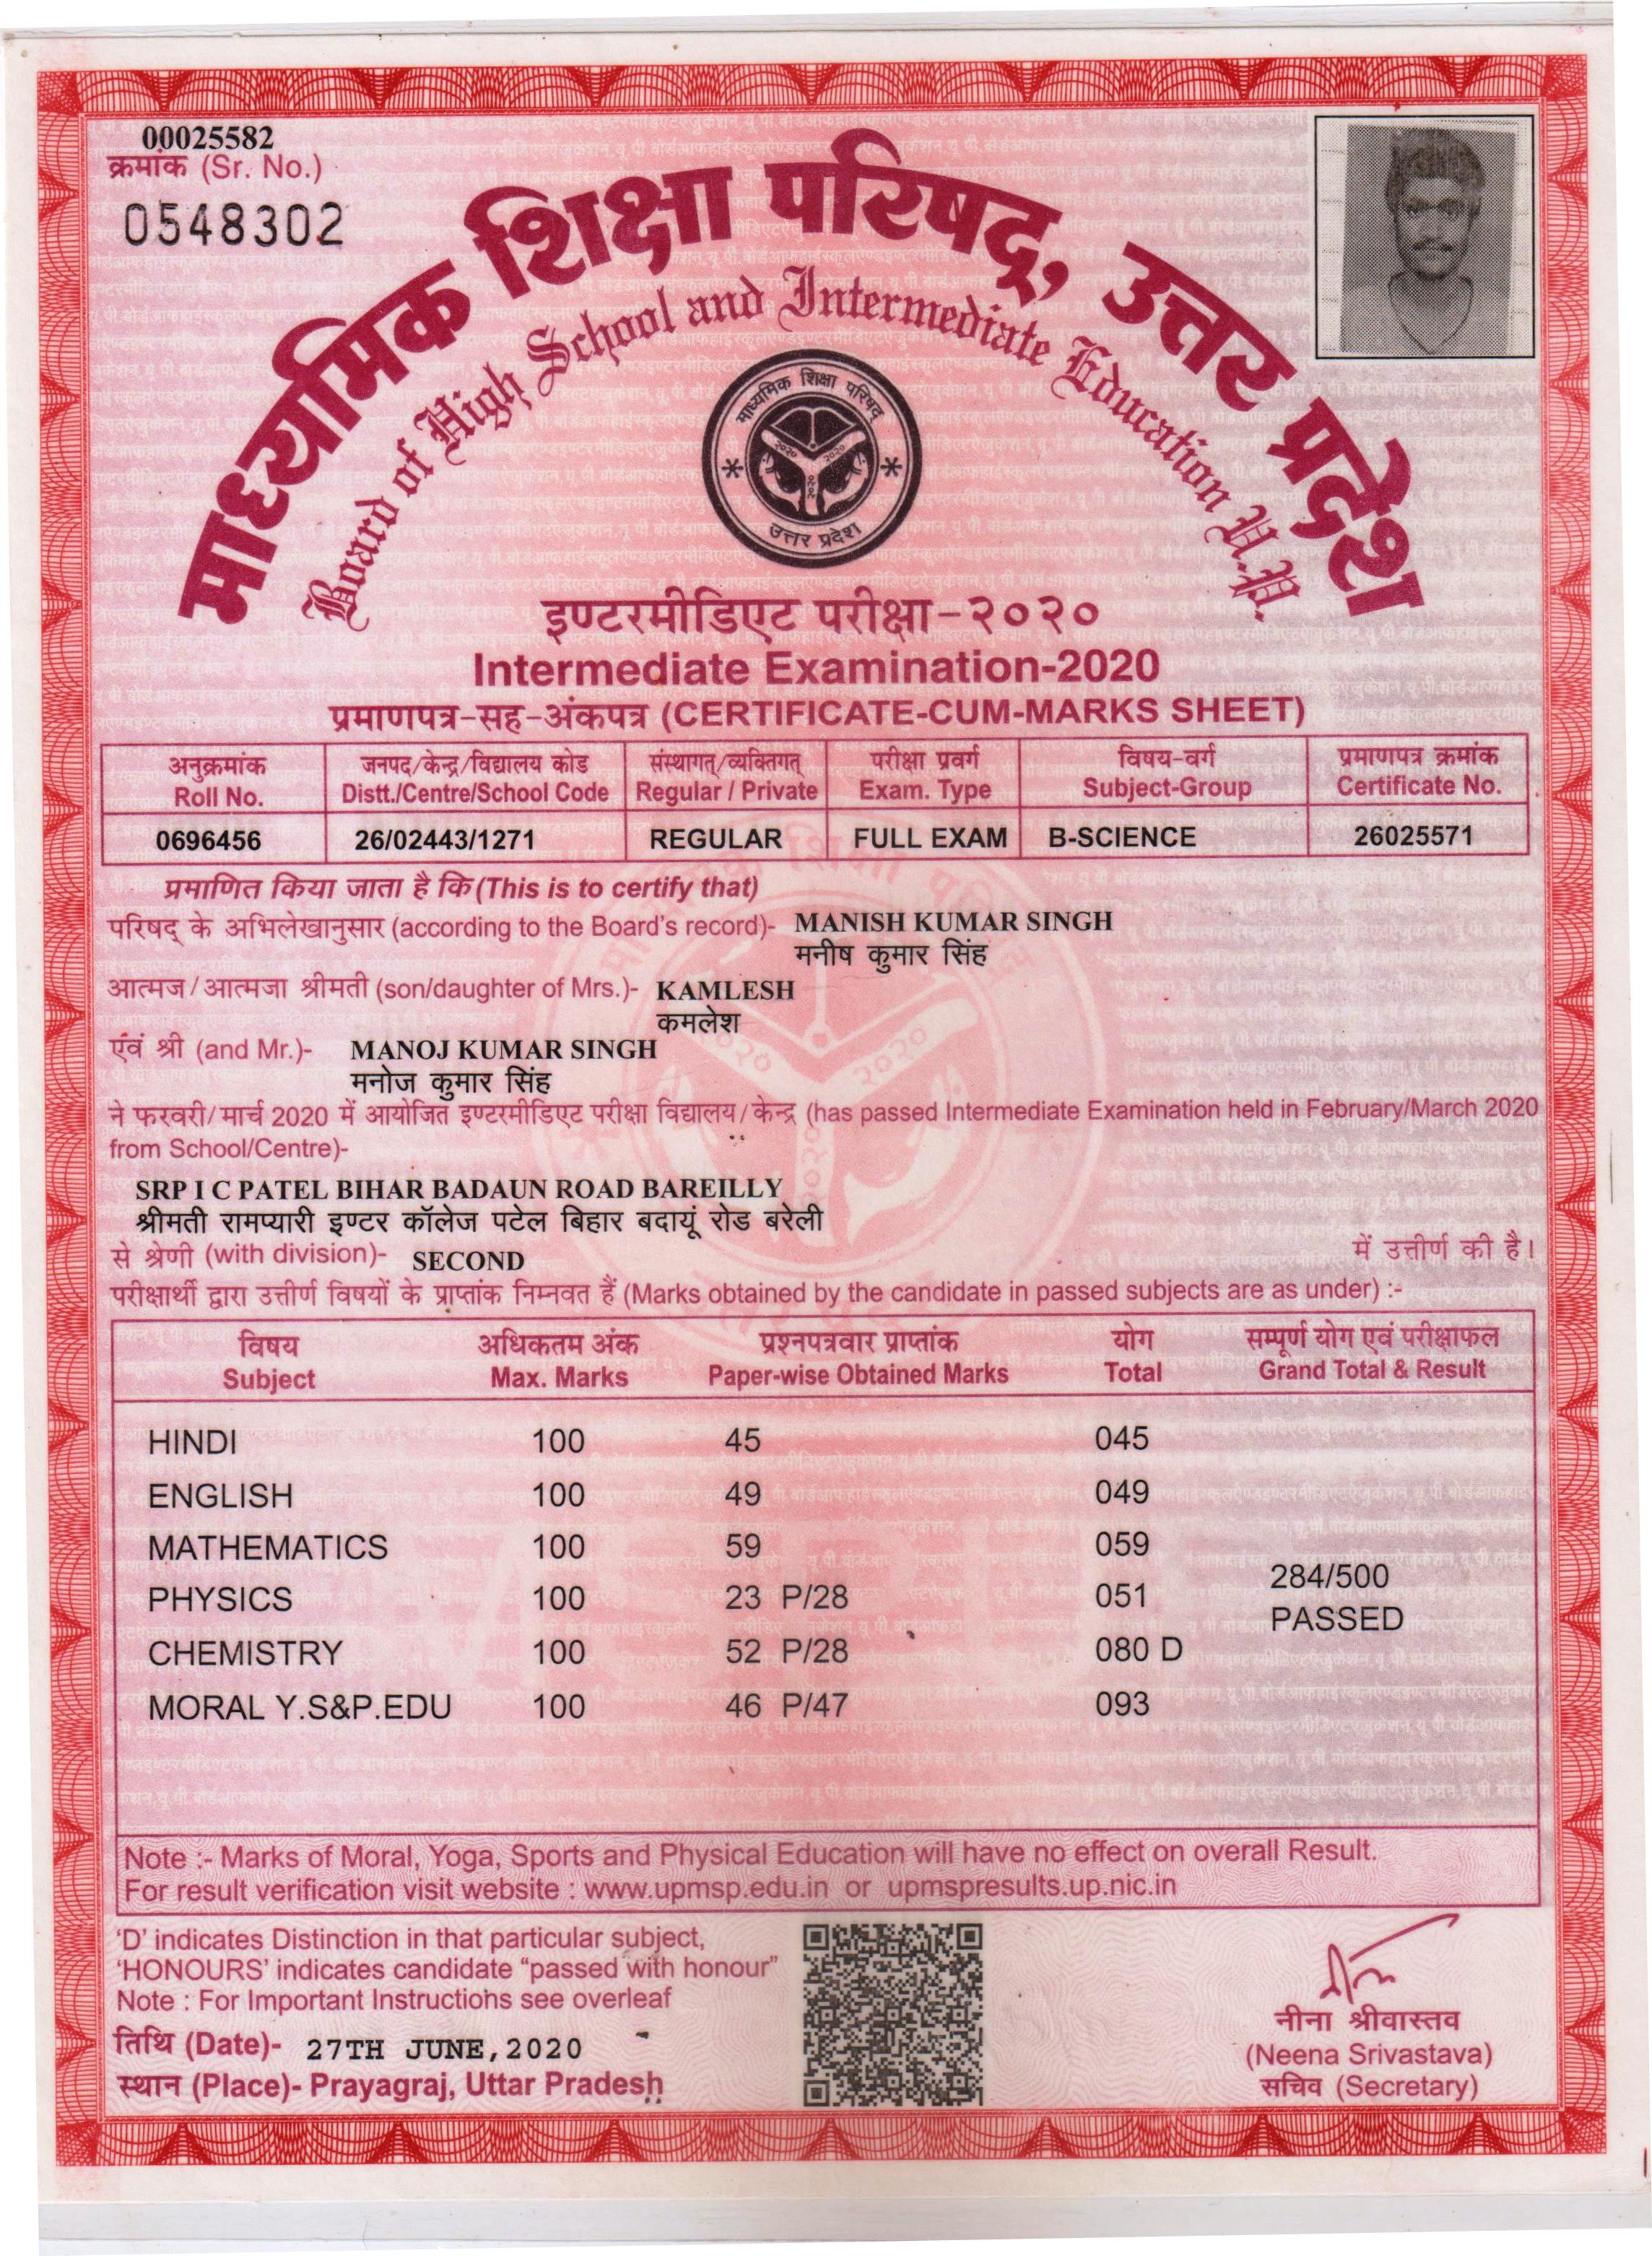 00025582
क्रमांक (Sr. No.)
0548302
माध्यमिक शिक्षा परिषद्, उत्तर प्रदेश
Board of High School and Intermediate Education U.P.
माध्यमिक शिक्षा परिषद्
२०२० २०२०
२०२०
उत्तर प्रदेश
इण्टरमीडिएट परीक्षा-२०२०
Intermediate Examination-2020
प्रमाणपत्र-सह-अंकपत्र (CERTIFICATE-CUM-MARKS SHEET)
अनुक्रमांक जनपद/केन्द्र/विद्यालय कोड संस्थागत्/व्यक्तिगत् परीक्षा प्रवर्ग विषय-वर्ग प्रमाणपत्र क्रमांक
Roll No. Distt./Centre/School Code Regular / Private Exam. Type Subject-Group Certificate No.
0696456 26/02443/1271 REGULAR FULL EXAM B-SCIENCE 26025571
प्रमाणित किया जाता है कि (This is to certify that)
परिषद् के अभिलेखानुसार (according to the Board's record)- MANISH KUMAR SINGH
मनीष कुमार सिंह
आत्मज/आत्मजा श्रीमती (son/daughter of Mrs.)- KAMLESH
कमलेश
एंवं श्री (and Mr.)- MANOJ KUMAR SINGH
मनोज कुमार सिंह
ने फरवरी/मार्च 2020 में आयोजित इण्टरमीडिएट परीक्षा विद्यालय/केन्द्र (has passed Intermediate Examination held in February/March 2020
from School/Centre)-
SRP I C PATEL BIHAR BADAUN ROAD BAREILLY
श्रीमती रामप्यारी इण्टर कॉलेज पटेल बिहार बदायूं रोड बरेली
से श्रेणी (with division)- SECOND में उत्तीर्ण की है।
परीक्षार्थी द्वारा उत्तीर्ण विषयों के प्राप्तांक निम्नवत हैं (Marks obtained by the candidate in passed subjects are as under) :-
विषय अधिकतम अंक प्रश्नपत्रवार प्राप्तांक योग सम्पूर्ण योग एवं परीक्षाफल
Subject Max. Marks Paper-wise Obtained Marks Total Grand Total & Result
HINDI 100 45 045
ENGLISH 100 49 049
MATHEMATICS 100 59 059
284/500
PHYSICS 100 23 P/28 051
PASSED
CHEMISTRY 100 52 P/28 080 D
MORAL Y.S&P.EDU 100 46 P/47 093
Note :- Marks of Moral, Yoga, Sports and Physical Education will have no effect on overall Result.
For result verification visit website : www.upmsp.edu.in or upmspresults.up.nic.in
'D' indicates Distinction in that particular subject,
'HONOURS' indicates candidate "passed with honour"
Note : For Important Instructions see overleaf
तिथि (Date)- 27TH JUNE,2020
स्थान (Place)- Prayagraj, Uttar Pradesh
नीना श्रीवास्तव
(Neena Srivastava)
सचिव (Secretary)